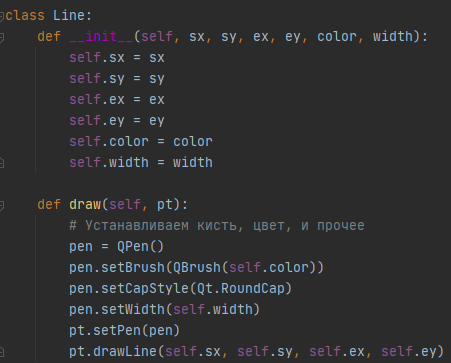 class Line:
    def __init__(self, sx, sy, ex, ey, color, width):
        self.sx = sx
        self.sy = sy
        self.ex = ex
        self.ey = ey
        self.color = color
        self.width = width

    def draw(self, pt):
        # Устанавливаем кисть, цвет, и прочее
        pen = QPen()
        pen.setBrush(QBrush(self.color))
        pen.setCapStyle(Qt.RoundCap)
        pen.setWidth(self.width)
        pt.setPen(pen)
        pt.drawLine(self.sx, self.sy, self.ex, self.ey)